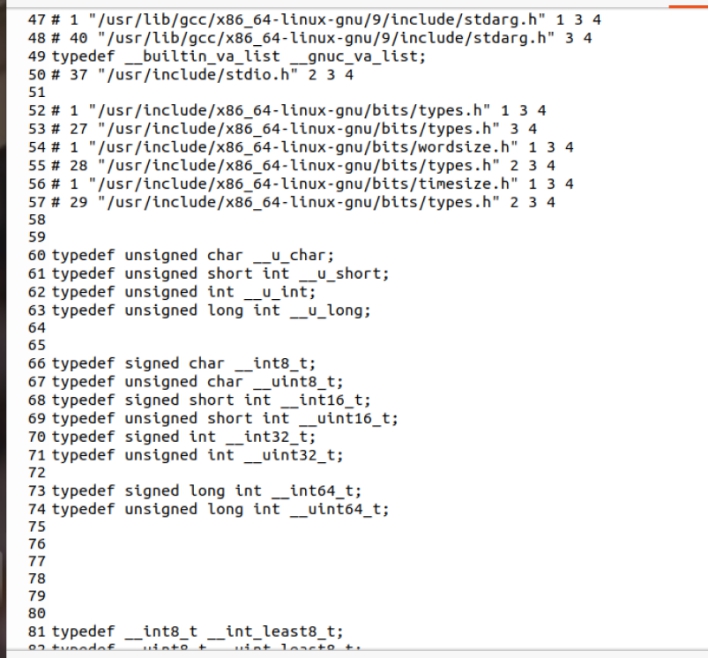 47 # 1 "/usr/lib/gcc/x86_64-linux-gnu/9/include/stdarg.h" 1 3 4
48 # 40 "/usr/lib/gcc/x86_64-linux-gnu/9/include/stdarg.h" 3 4
49 typedef __builtin_va_list __gnuc_va_list;
50 # 37 "/usr/include/stdio.h" 2 3 4
51
52 # 1 "/usr/include/x86_64-linux-gnu/bits/types.h" 1 3 4
53 # 27 "/usr/include/x86_64-linux-gnu/bits/types.h" 3 4
54 # 1 "/usr/include/x86_64-linux-gnu/bits/wordsize.h" 1 3 4
55 # 28 "/usr/include/x86_64-linux-gnu/bits/types.h" 2 3 4
56 # 1 "/usr/include/x86_64-linux-gnu/bits/timesize.h" 1 3 4
57 # 29 "/usr/include/x86_64-linux-gnu/bits/types.h" 2 3 4
58
59
60 typedef unsigned char __u_char;
61 typedef unsigned short int __u_short;
62 typedef unsigned int __u_int;
63 typedef unsigned long int __u_long;
64
65
66 typedef signed char __int8_t;
67 typedef unsigned char __uint8_t;
68 typedef signed short int __int16_t;
69 typedef unsigned short int __uint16_t;
70 typedef signed int __int32_t;
71 typedef unsigned int __uint32_t;
72
73 typedef signed long int __int64_t;
74 typedef unsigned long int __uint64_t;
75
76
77
78
79
80
81 typedef __int8_t __int_least8_t;
82 typedef __uint8_t __uint_least8_t;